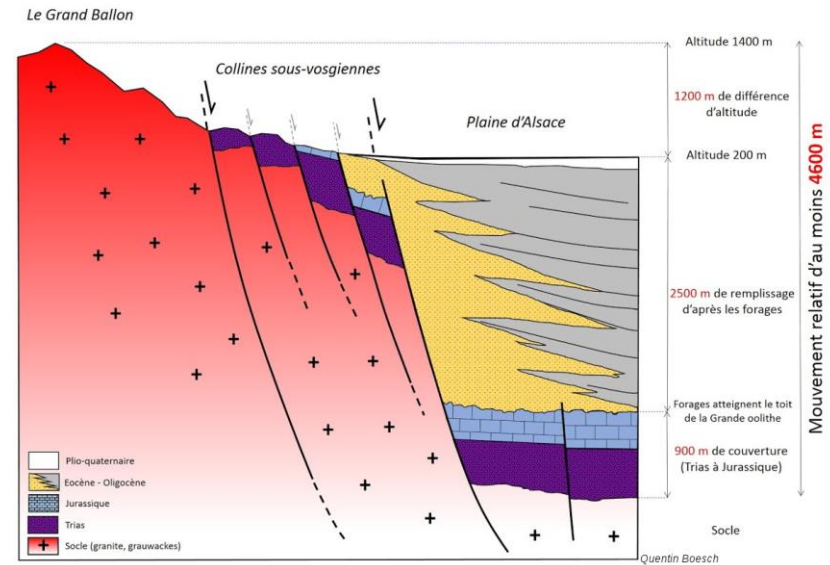 Le Grand Ballon
Collines sous-vosgiennes
Plaine d'Alsace
Altitude 1400 m
1200 m de différence
d'altitude
Altitude 200 m
2500 m de remplissage
d'après les forages
Forages atteignent le toit
de la Grande oolithe
900 m de couverture
(Trias à Jurassique)
Socle
Mouvement relatif d'au moins 4600 m
Plio-quaternaire
Eocène - Oligocène
Jurassique
Trias
Socle (granite, grauwackes)
Quentin Boesch